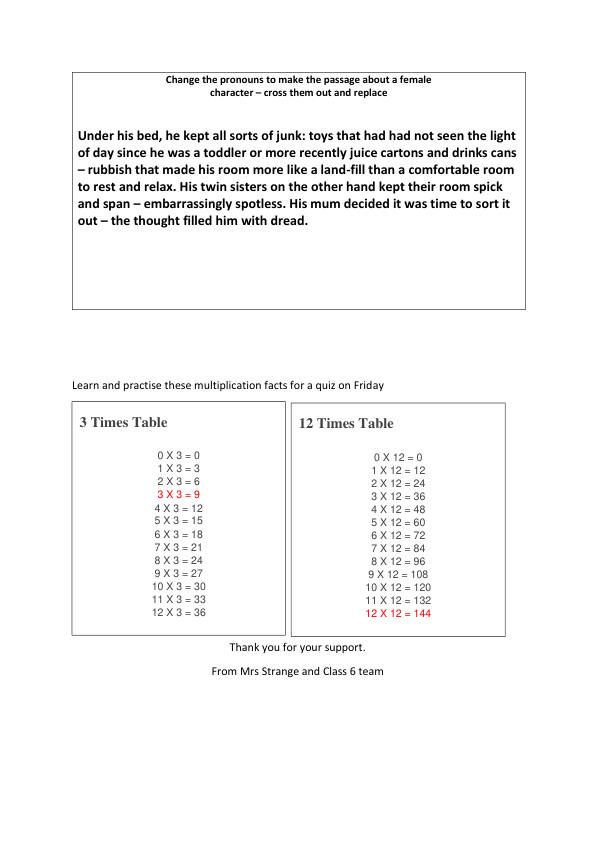 Change the pronouns to make the passage about a female
character – cross them out and replace
Under his bed, he kept all sorts of junk: toys that had had not seen the light
of day since he was a toddler or more recently juice cartons and drinks cans
– rubbish that made his room more like a land-fill than a comfortable room
to rest and relax. His twin sisters on the other hand kept their room spick
and span – embarrassingly spotless. His mum decided it was time to sort it
out – the thought filled him with dread.
Learn and practise these multiplication facts for a quiz on Friday
3 Times Table
0 X 3 = 0
1 X 3 = 3
2 X 3 = 6
3 X 3 = 9
4 X 3 = 12
5 X 3 = 15
6 X 3 = 18
7 X 3 = 21
8 X 3 = 24
9 X 3 = 27
10 X 3 = 30
11 X 3 = 33
12 X 3 = 36
12 Times Table
0 X 12 = 0
1 X 12 = 12
2 X 12 = 24
3 X 12 = 36
4 X 12 = 48
5 X 12 = 60
6 X 12 = 72
7 X 12 = 84
8 X 12 = 96
9 X 12 = 108
10 X 12 = 120
11 X 12 = 132
12 X 12 = 144
Thank you for your support.
From Mrs Strange and Class 6 team